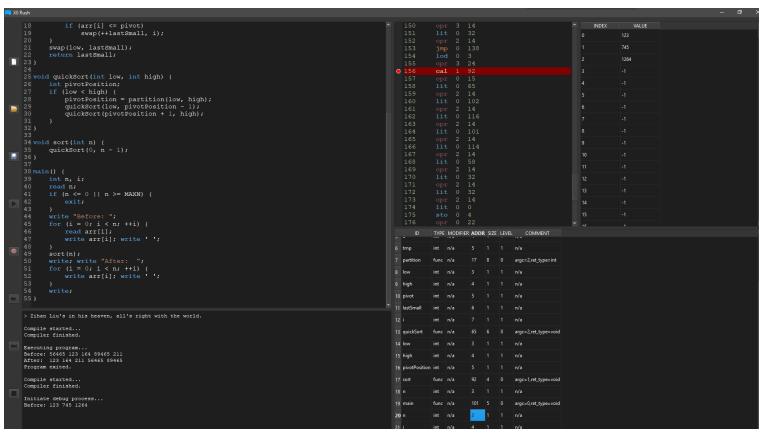 X0 Rush
18 if (arr[i] <= pivot)
19 swap(++lastSmall, i);
20 }
21 swap(low, lastSmall);
22 return lastSmall;
23 }
24
25 void quickSort(int low, int high) {
26 int pivotPosition;
27 if (low < high) {
28 pivotPosition = partition(low, high);
29 quickSort(low, pivotPosition - 1);
30 quickSort(pivotPosition + 1, high);
31 }
32 }
33
34 void sort(int n) {
35 quickSort(0, n - 1);
36 }
37
38 main() {
39 int n, i;
40 read n;
41 if (n <= 0 || n >= MAXN) {
42 exit;
43 }
44 write "Before: ";
45 for (i = 0; i < n; ++i) {
46 read arr[i];
47 write arr[i]; write ' ';
48 }
49 sort(n);
50 write; write "After:  ";
51 for (i = 0; i < n; ++i) {
52 write arr[i]; write ' ';
53 }
54 write;
55 }
> Zihan Liu's in his heaven, all's right with the world.
Compile started...
Compiler finished.
Executing program...
Before: 56465 123 164 89465 211
After:  123 164 211 56465 89465
Program exited.
Compile started...
Compiler finished.
Initiate debug process...
Before: 123 745 1264
150 opr 3 14
151 lit 0 32
152 opr 2 14
153 jmp 0 138
154 lod 0 3
155 opr 3 24
156 cal 1 92
157 opr 0 15
158 lit 0 65
159 opr 2 14
160 lit 0 102
161 opr 2 14
162 lit 0 116
163 opr 2 14
164 lit 0 101
165 opr 2 14
166 lit 0 114
167 opr 2 14
168 lit 0 58
169 opr 2 14
170 lit 0 32
171 opr 2 14
172 lit 0 32
173 opr 2 14
174 lit 0 0
175 sto 0 4
176 opr 0 22
INDEX VALUE
0 123
1 745
2 1264
3 -1
4 -1
5 -1
6 -1
7 -1
8 -1
9 -1
10 -1
11 -1
12 -1
13 -1
14 -1
15 -1
ID TYPE MODIFIER ADDR SIZE LEVEL COMMENT
6 tmp int n/a 5 1 1 n/a
7 partition func n/a 17 8 0 argc=2,ret_type=int
8 low int n/a 3 1 1 n/a
9 high int n/a 4 1 1 n/a
10 pivot int n/a 5 1 1 n/a
11 lastSmall int n/a 6 1 1 n/a
12 i int n/a 7 1 1 n/a
13 quickSort func n/a 65 6 0 argc=2,ret_type=void
14 low int n/a 3 1 1 n/a
15 high int n/a 4 1 1 n/a
16 pivotPosition int n/a 5 1 1 n/a
17 sort func n/a 92 4 0 argc=1,ret_type=void
18 n int n/a 3 1 1 n/a
19 main func n/a 101 5 0 argc=0,ret_type=void
20 n int n/a 3 1 1 n/a
21 i int n/a 4 1 1 n/a